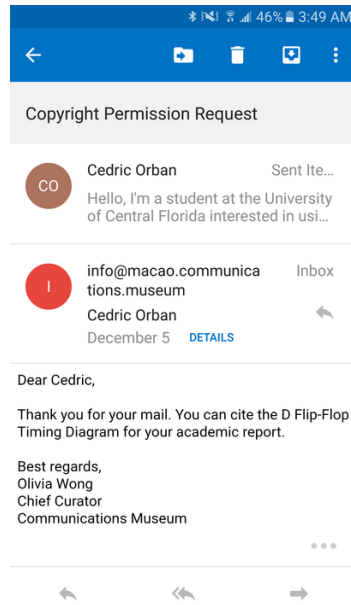 46% 3:49 AM
Copyright Permission Request
CO
Cedric Orban
Sent Ite...
Hello, I'm a student at the University
of Central Florida interested in usi...
I
info@macao.communica
tions.museum
Inbox
Cedric Orban
December 5 DETAILS
Dear Cedric,
Thank you for your mail. You can cite the D Flip-Flop
Timing Diagram for your academic report.
Best regards,
Olivia Wong
Chief Curator
Communications Museum